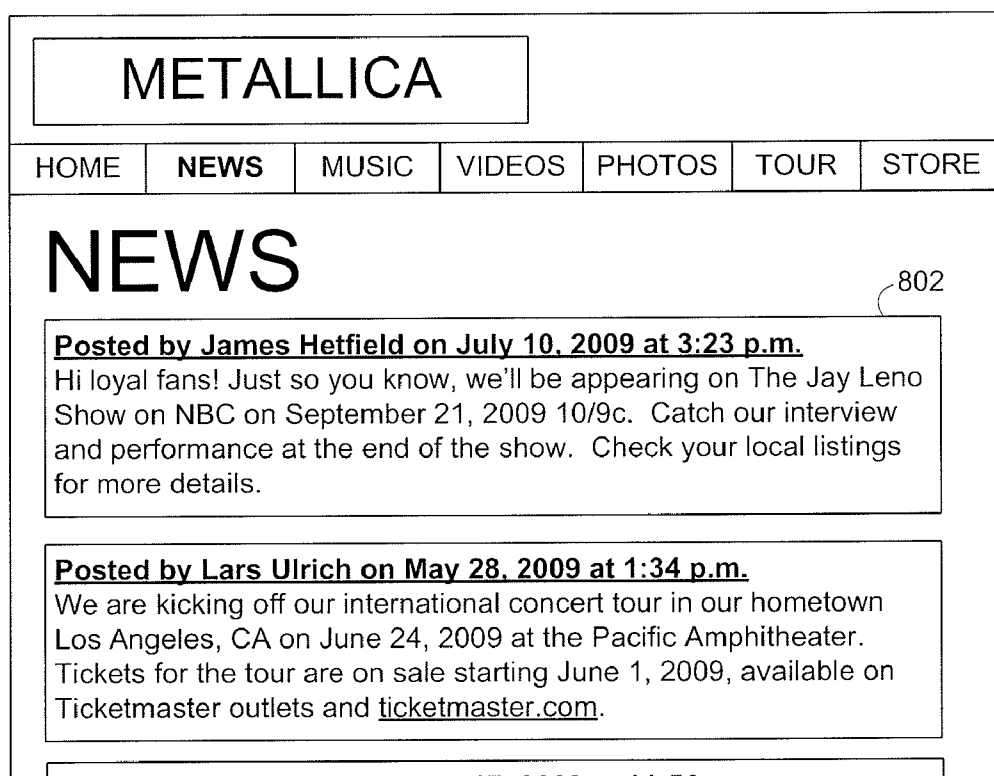 METALLICA
HOME NEWS MUSIC VIDEOS PHOTOS TOUR STORE
NEWS
802
Posted by James Hetfield on July 10, 2009 at 3:23 p.m.
Hi loyal fans! Just so you know, we'll be appearing on The Jay Leno
Show on NBC on September 21, 2009 10/9c. Catch our interview
and performance at the end of the show. Check your local listings
for more details.
Posted by Lars Ulrich on May 28, 2009 at 1:34 p.m.
We are kicking off our international concert tour in our hometown
Los Angeles, CA on June 24, 2009 at the Pacific Amphitheater.
Tickets for the tour are on sale starting June 1, 2009, available on
Ticketmaster outlets and ticketmaster.com.